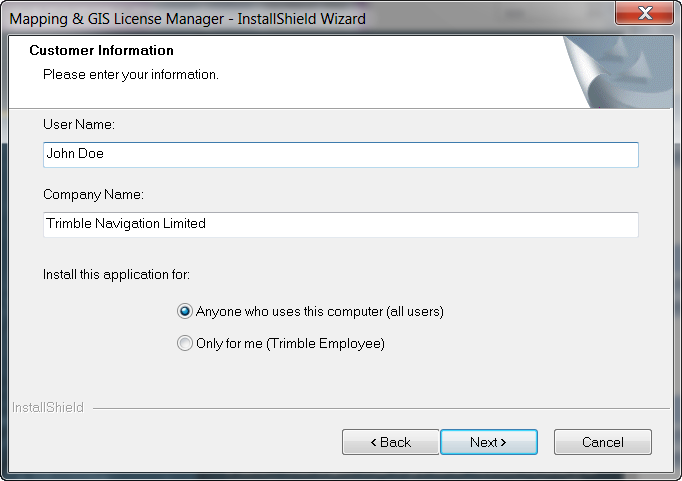 Mapping & GIS License Manager - InstallShield Wizard
Customer Information
Please enter your information.
User Name:
John Doe
Company Name:
Trimble Navigation Limited
Install this application for:
Anyone who uses this computer (all users)
Only for me (Trimble Employee)
InstallShield
< Back
Next >
Cancel